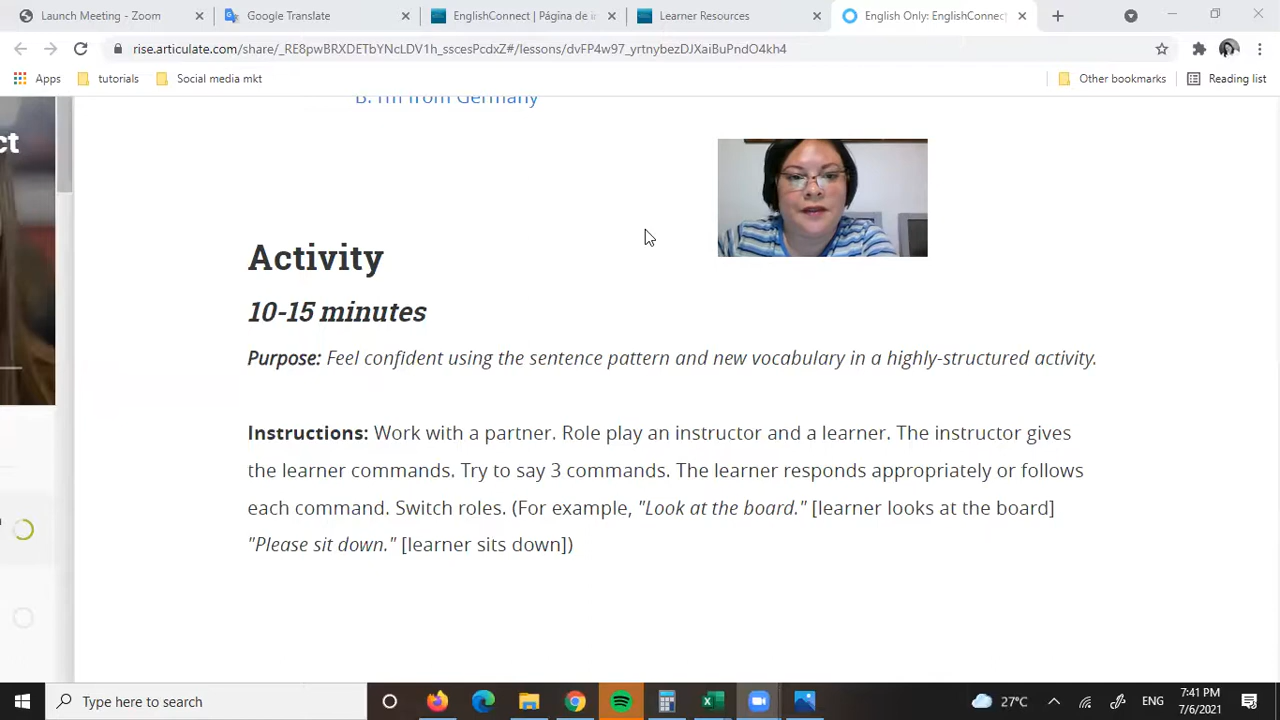 Launch Meeting - Zoom
Google Translate
EnglishConnect | Página de i
Learner Resources
English Only: EnglishConnect
rise.articulate.com/share/_RE8pwBRXDETbYNcLDV1h_sscesPcdxZ#/lessons/dvFP4w97_yrtnybezDJXaiBuPndO4kh4
Apps
tutorials
Social media mkt
Other bookmarks
Reading list
B. I'm from Germany
ct
Activity
10-15 minutes
Purpose: Feel confident using the sentence pattern and new vocabulary in a highly-structured activity.
Instructions: Work with a partner. Role play an instructor and a learner. The instructor gives
the learner commands. Try to say 3 commands. The learner responds appropriately or follows
each command. Switch roles. (For example, "Look at the board." [learner looks at the board]
"Please sit down." [learner sits down])
Type here to search
27°C
ENG
7:41 PM
7/6/2021